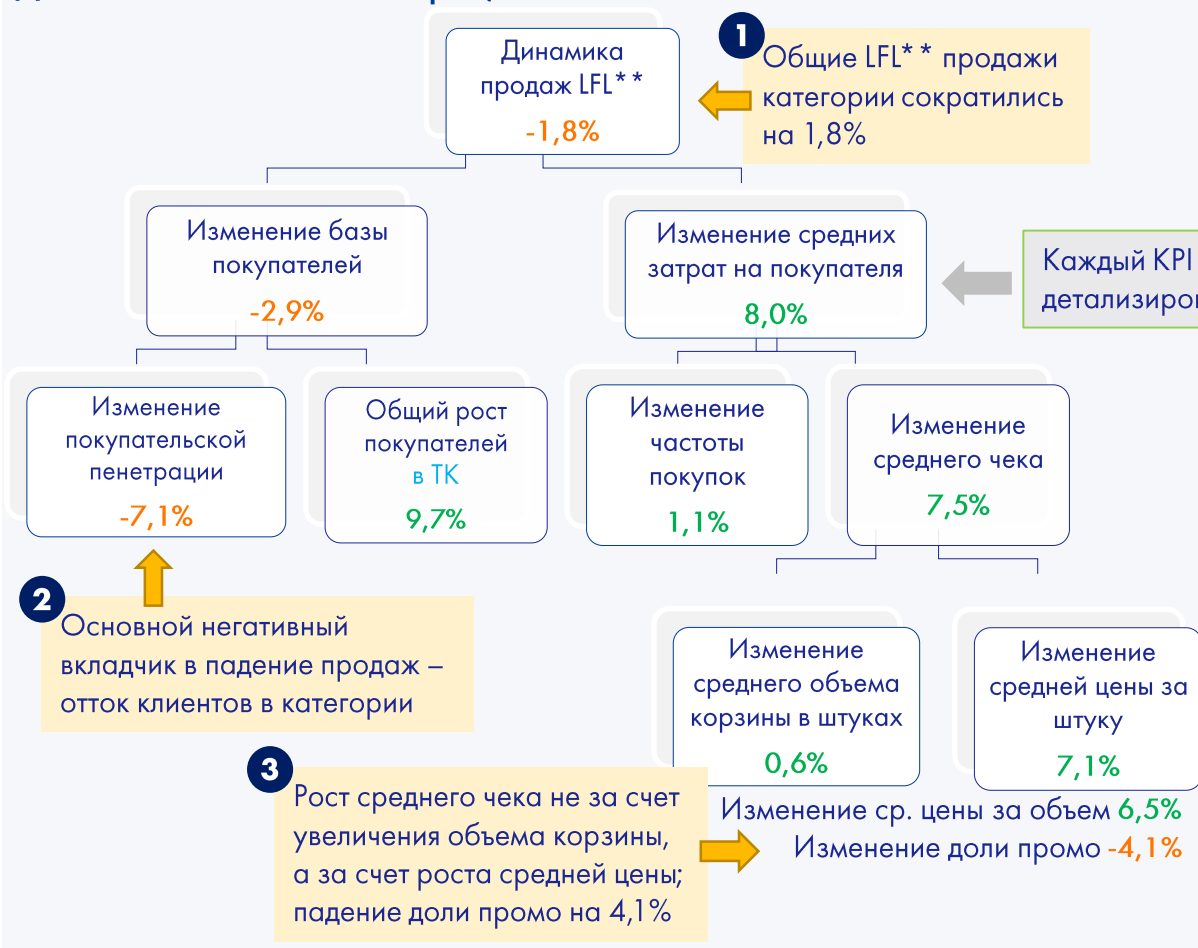 1
Динамика
продаж LFL**
-1,8%
Общие LFL** продажи
категории сократились
на 1,8%
Изменение базы
покупателей
-2,9%
Изменение средних
затрат на покупателя
8,0%
Каждый KPI
Изменение
покупательской
пенетрации
-7,1%
Общий рост
покупателей
в ТК
9,7%
Изменение
частоты
покупок
1,1%
Изменение
среднего чека
7,5%
2
Основной негативный
вкладчик в падение продаж –
отток клиентов в категории
Изменение
среднего объема
корзины в штуках
0,6%
Изменение
средней цены за
штуку
7,1%
3
Рост среднего чека не за счет
увеличения объема корзины,
а за счет роста средней цены;
падение доли промо на 4,1%
Изменение ср. цены за объем 6,5%
Изменение доли промо -4,1%